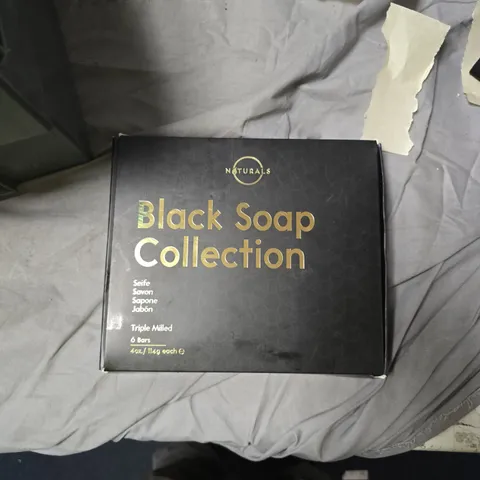 NATURALS
Black Soap
Collection
Seife
Savon
Sapone
Jabón
Triple Milled
6 Bars
4oz./ 114g each ℮